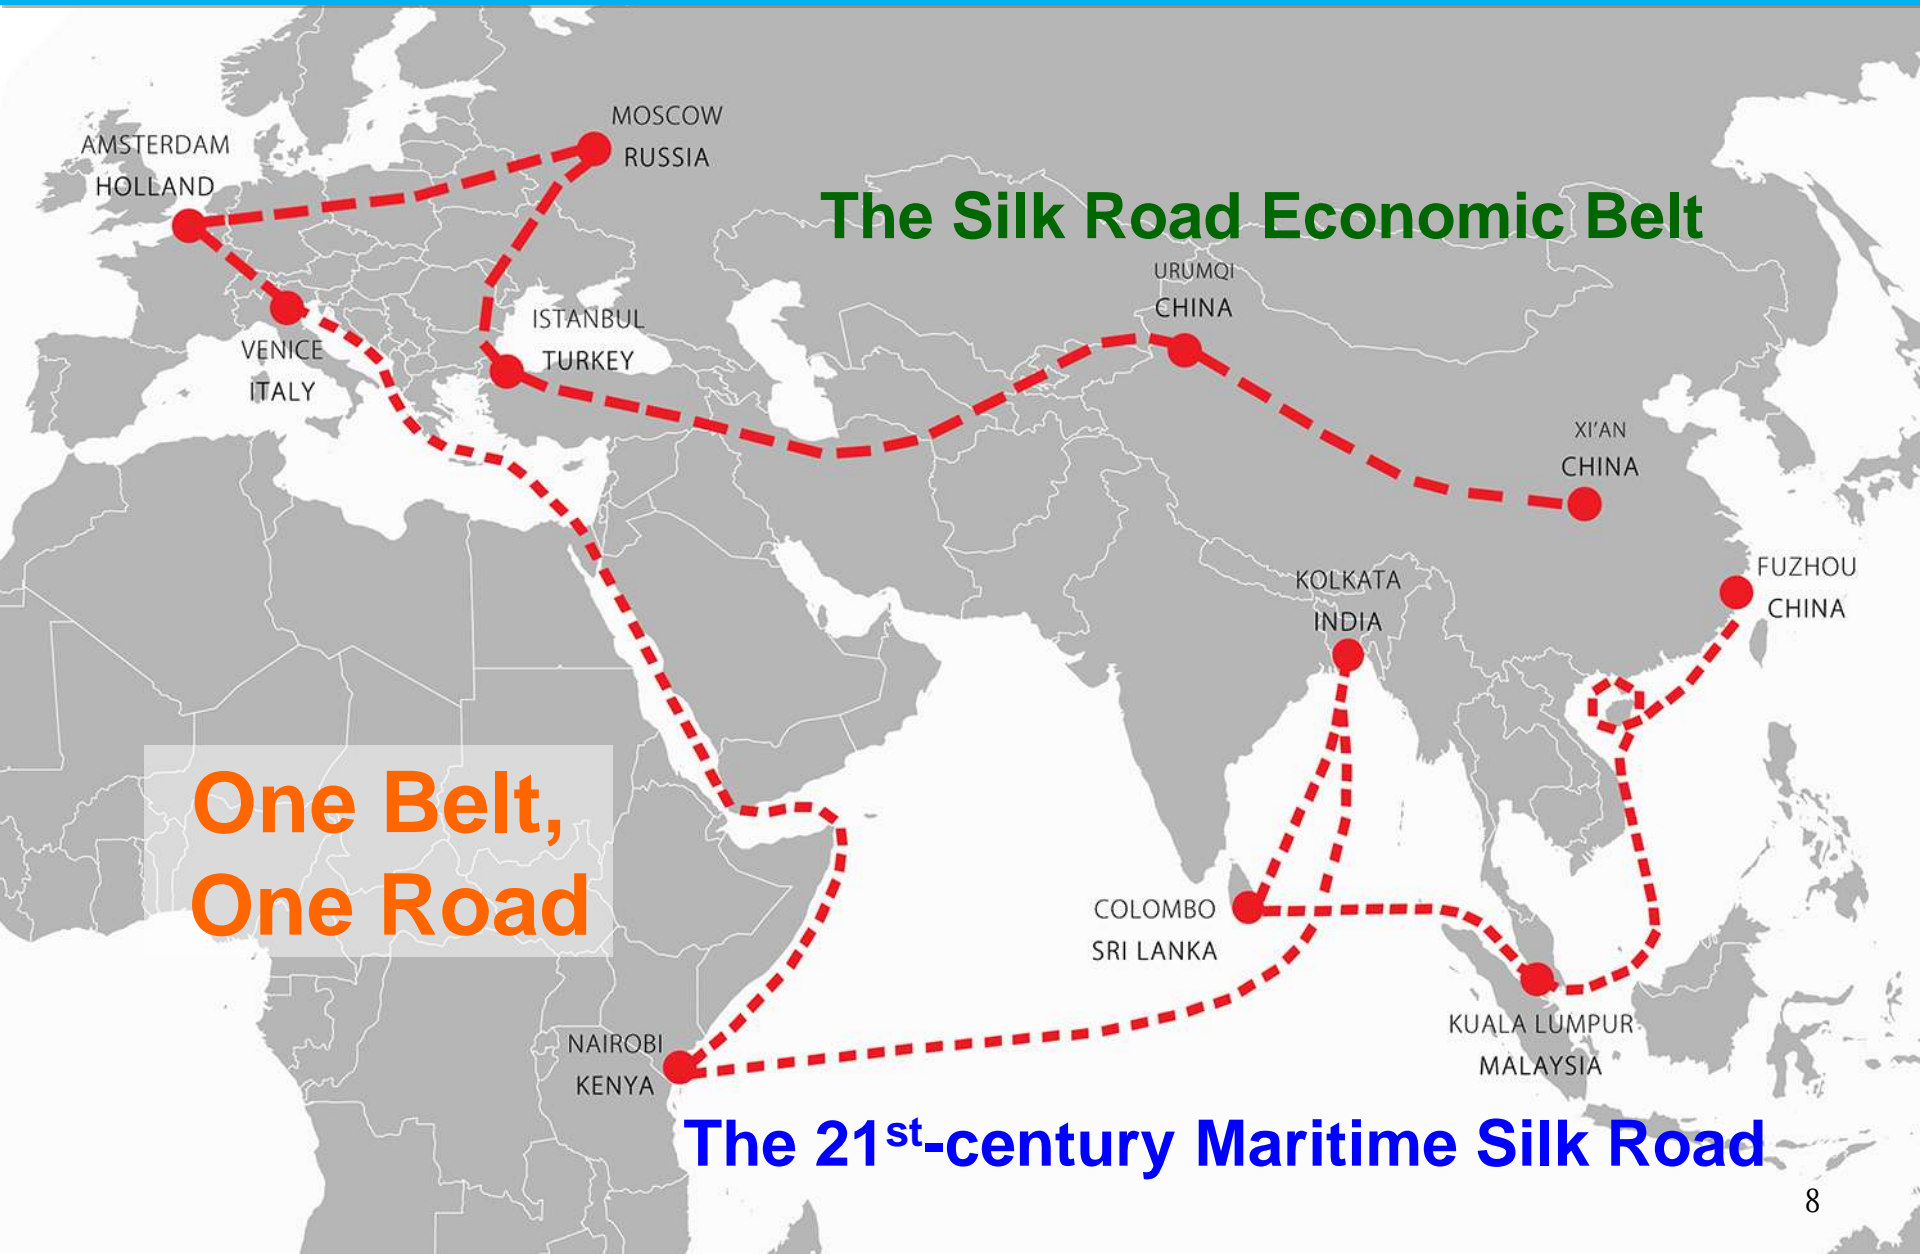 MOSCOW
RUSSIA
AMSTERDAM
HOLLAND
The Silk Road Economic Belt
URUMQI
CHINA
ISTANBUL
TURKEY
VENICE
ITALY
XI'AN
CHINA
FUZHOU
CHINA
KOLKATA
INDIA
One Belt,
One Road
COLOMBO
SRI LANKA
KUALA LUMPUR
MALAYSIA
NAIROBI
KENYA
The 21st-century Maritime Silk Road
8